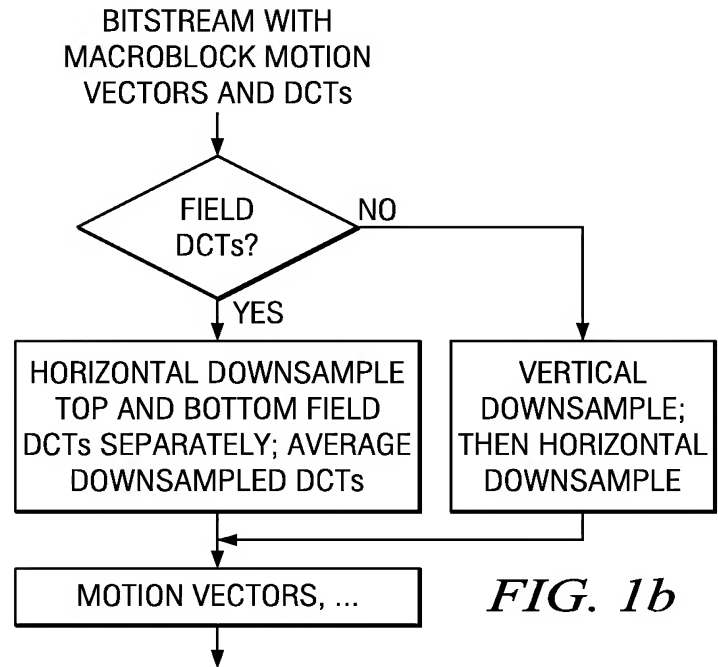 BITSTREAM WITH
MACROBLOCK MOTION
VECTORS AND DCTs
FIELD
DCTs?
NO
YES
HORIZONTAL DOWNSAMPLE
TOP AND BOTTOM FIELD
DCTs SEPARATELY; AVERAGE
DOWNSAMPLED DCTs
VERTICAL
DOWNSAMPLE;
THEN HORIZONTAL
DOWNSAMPLE
MOTION VECTORS, ...
FIG. 1b